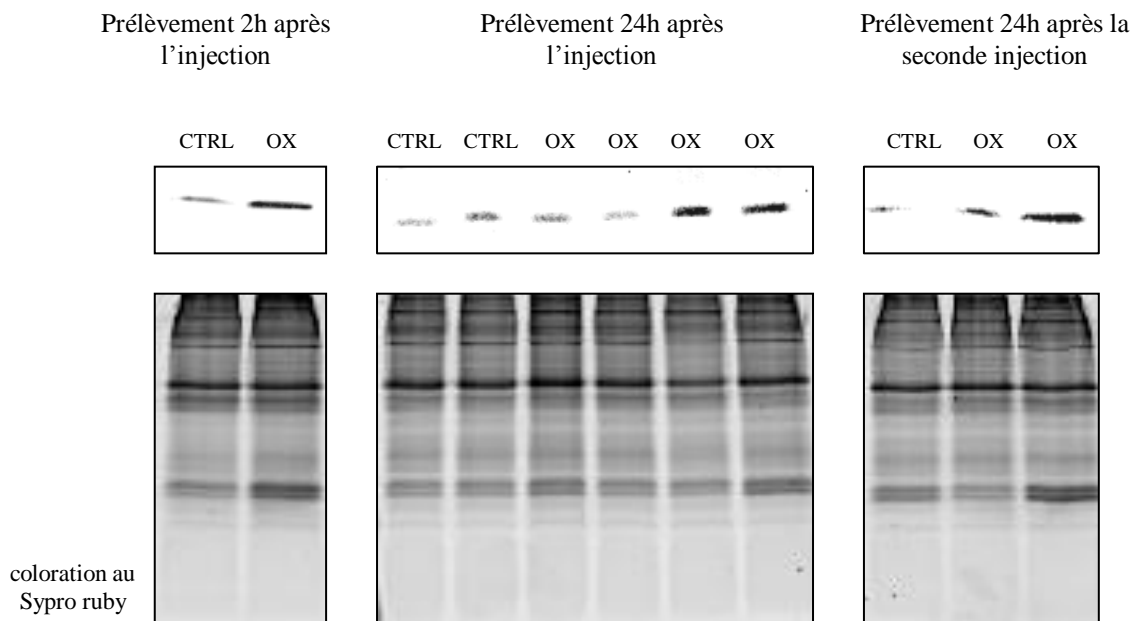 Prélèvement 2h après
l’injection
Prélèvement 24h après
l’injection
Prélèvement 24h après la
seconde injection
CTRL OX
CTRL CTRL OX OX OX OX
CTRL OX OX
coloration au
Sypro ruby